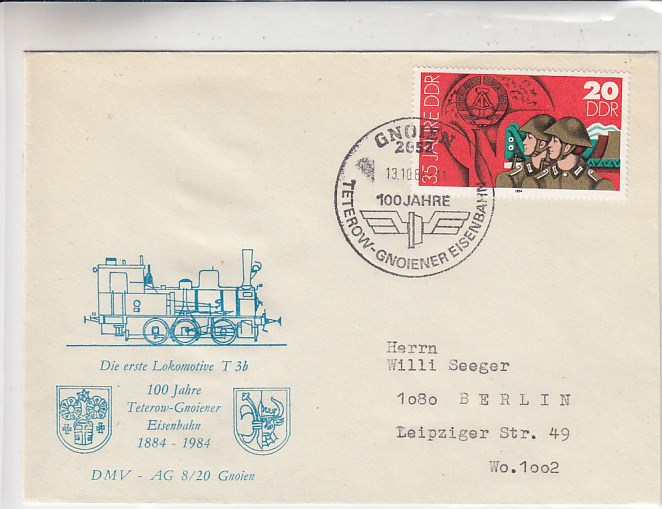 35 JAHRE DDR
20
DDR
1984
GNOIEN
2052
13.10.8
100 JAHRE
TETEROW-GNOIENER EISENBAHN
Die erste Lokomotive T 3b
100 Jahre
Teterow-Gnoiener
Eisenbahn
1884 - 1984
DMV - AG 8/20 Gnoien
Herrn
Willi Seeger
1080 BERLIN
Leipziger Str. 49
Wo.1002